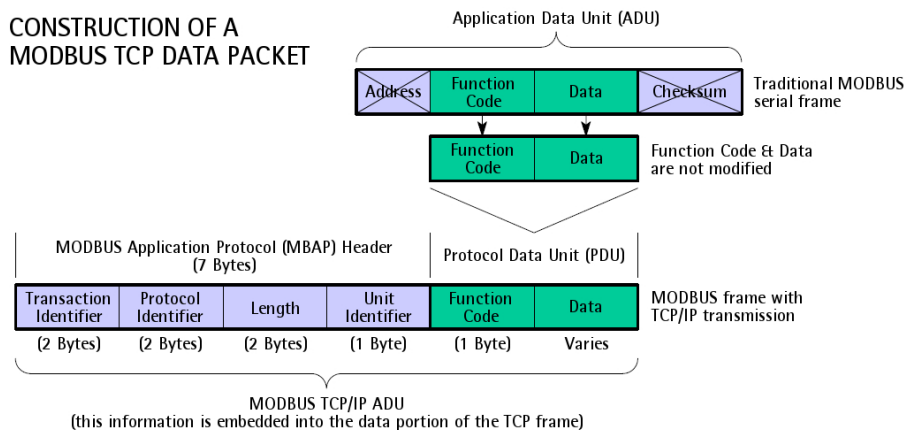 CONSTRUCTION OF A
MODBUS TCP DATA PACKET
Application Data Unit (ADU)
Address
Function
Code
Data
Checksum
Traditional MODBUS
serial frame
Function
Code
Data
Function Code & Data
are not modified
MODBUS Application Protocol (MBAP) Header
(7 Bytes)
Protocol Data Unit (PDU)
Transaction
Identifier
Protocol
Identifier
Length
Unit
Identifier
Function
Code
Data
MODBUS frame with
TCP/IP transmission
(2 Bytes)
(2 Bytes)
(2 Bytes)
(1 Byte)
(1 Byte)
Varies
MODBUS TCP/IP ADU
(this information is embedded into the data portion of the TCP frame)